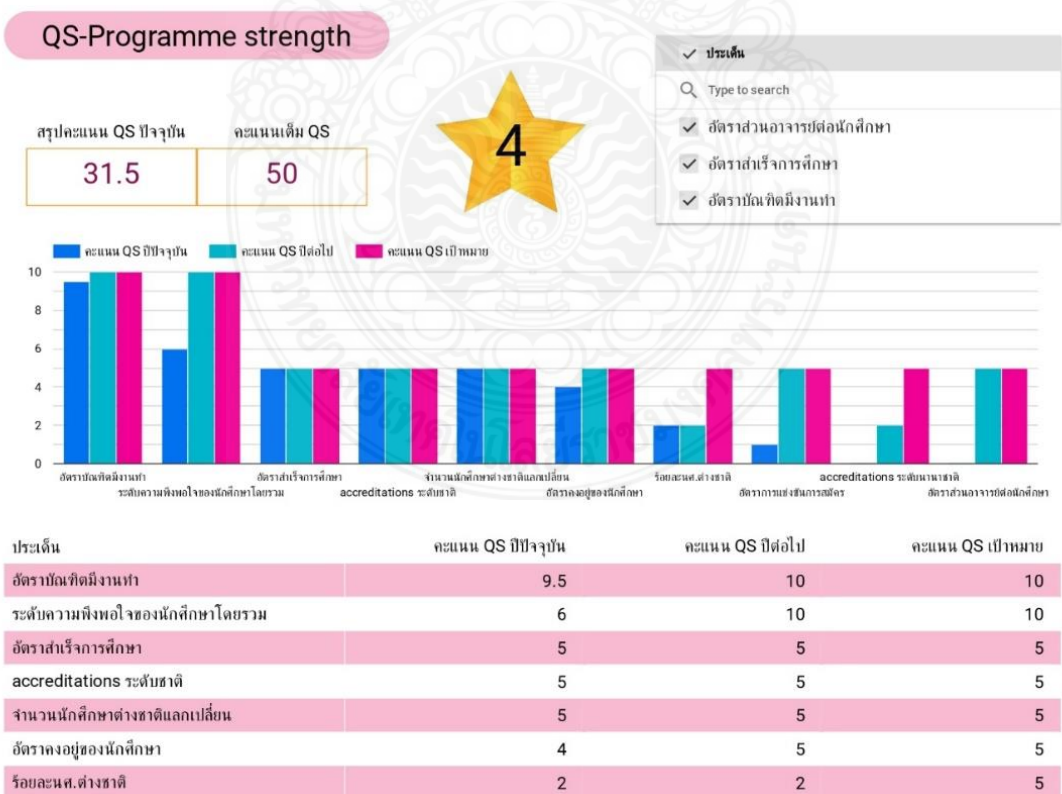 QS-Programme strength
สรุปคะแนน QS ปัจจุบัน คะแนนเต็ม QS
31.5 50
4
ประเด็น
Type to search
อัตราส่วนอาจารย์ต่อนักศึกษา
อัตราสำเร็จการศึกษา
อัตราบัณฑิตมีงานทำ
คะแนน QS ปีปัจจุบัน คะแนน QS ปีต่อไป คะแนน QS เป้าหมาย
10
8
6
4
2
0
อัตราบัณฑิตมีงานทำ อัตราสำเร็จการศึกษา จำนวนนักศึกษาต่างชาติแลกเปลี่ยน ร้อยละนศ.ต่างชาติ accreditations ระดับนานาชาติ
ระดับความพึงพอใจของนักศึกษาโดยรวม accreditations ระดับชาติ อัตราคงอยู่ของนักศึกษา อัตราการแข่งขันการสมัคร อัตราส่วนอาจารย์ต่อนักศึกษา
ประเด็น คะแนน QS ปีปัจจุบัน คะแนน QS ปีต่อไป คะแนน QS เป้าหมาย
อัตราบัณฑิตมีงานทำ 9.5 10 10
ระดับความพึงพอใจของนักศึกษาโดยรวม 6 10 10
อัตราสำเร็จการศึกษา 5 5 5
accreditations ระดับชาติ 5 5 5
จำนวนนักศึกษาต่างชาติแลกเปลี่ยน 5 5 5
อัตราคงอยู่ของนักศึกษา 4 5 5
ร้อยละนศ.ต่างชาติ 2 2 5